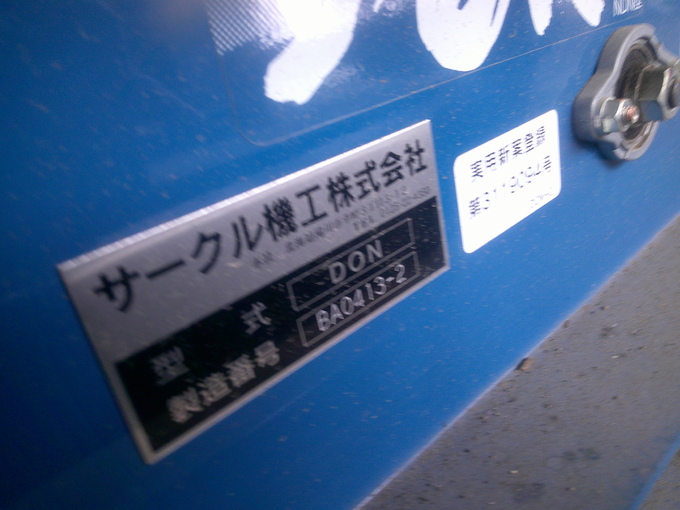 サークル機工株式会社
型式 DON
製造番号 BA0413-2
実用新案登録
第3119094号